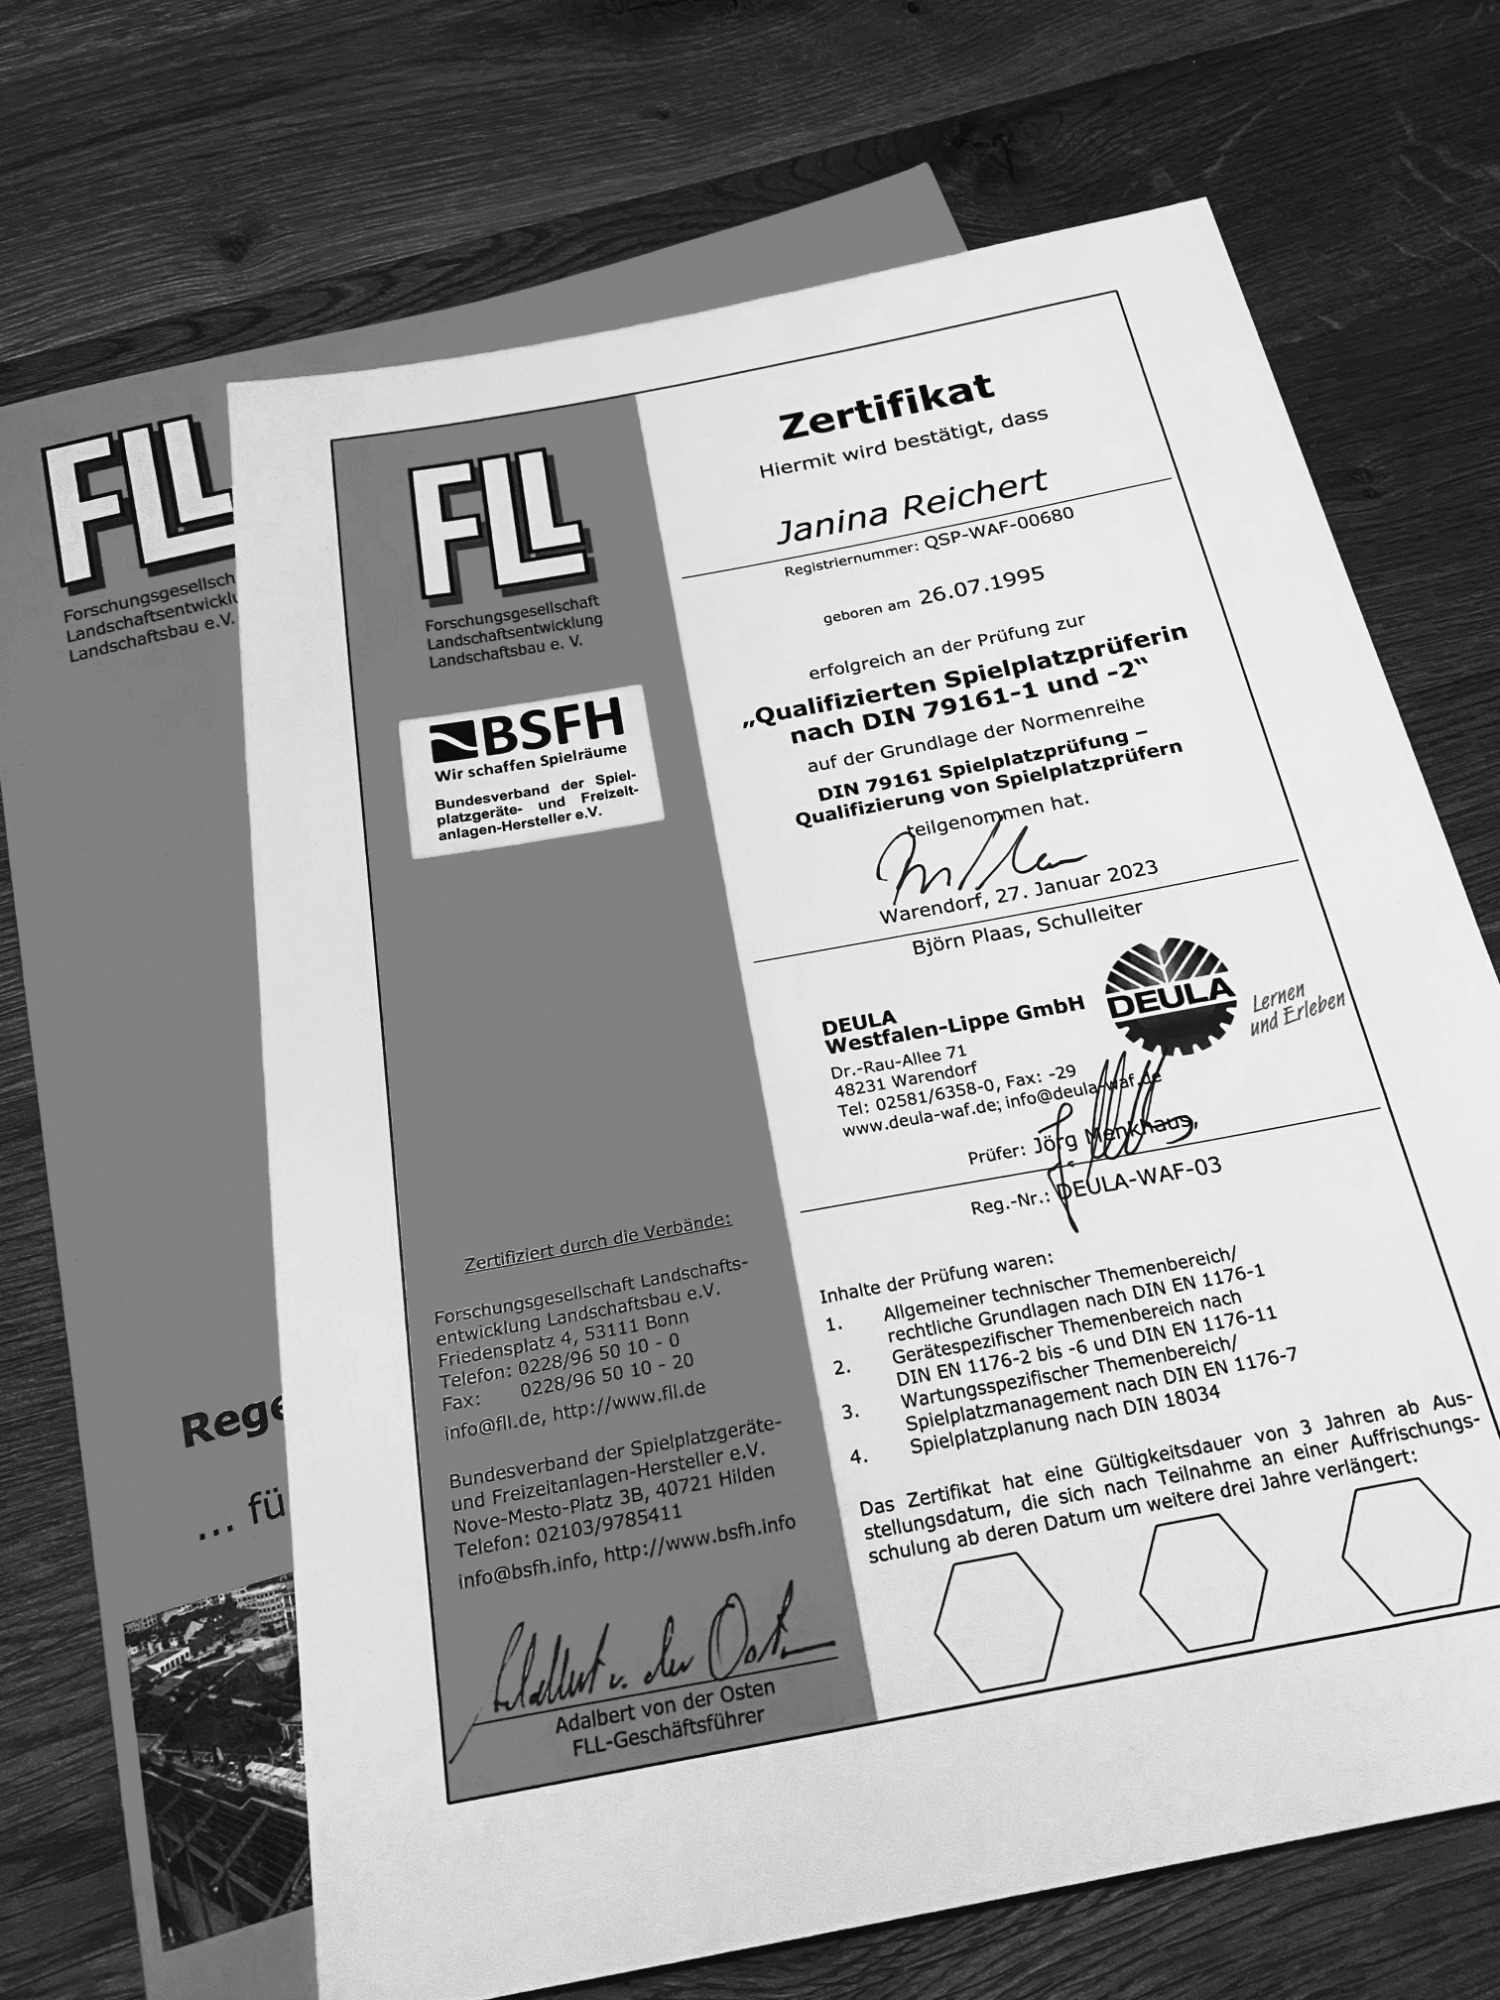 FLL
Forschungsgesellsch
Landschaftsentwickl
Landschaftsbau e.V.
Rege
... fü
FLL
Forschungsgesellschaft
Landschaftsentwicklung
Landschaftsbau e. V.
BSFH
Wir schaffen Spielräume
Bundesverband der Spiel-
platzgeräte- und Freizeit-
anlagen-Hersteller e.V.
Zertifiziert durch die Verbände:
Forschungsgesellschaft Landschafts-
entwicklung Landschaftsbau e.V.
Friedensplatz 4, 53111 Bonn
Telefon: 0228/96 50 10 - 0
Fax: 0228/96 50 10 - 20
info@fll.de, http://www.fll.de
Bundesverband der Spielplatzgeräte-
und Freizeitanlagen-Hersteller e.V.
Nove-Mesto-Platz 3B, 40721 Hilden
Telefon: 02103/9785411
info@bsfh.info, http://www.bsfh.info
Adalbert v. der Osten
Adalbert von der Osten
FLL-Geschäftsführer
Zertifikat
Hiermit wird bestätigt, dass
Janina Reichert
Registriernummer: QSP-WAF-00680
geboren am 26.07.1995
erfolgreich an der Prüfung zur
„Qualifizierten Spielplatzprüferin
nach DIN 79161-1 und -2“
auf der Grundlage der Normenreihe
DIN 79161 Spielplatzprüfung –
Qualifizierung von Spielplatzprüfern
teilgenommen hat.
Warendorf, 27. Januar 2023
Björn Plaas, Schulleiter
DEULA
Westfalen-Lippe GmbH
Dr.-Rau-Allee 71
48231 Warendorf
Tel: 02581/6358-0, Fax: -29
www.deula-waf.de; info@deula-waf.de
DEULA
Lernen
und Erleben
Prüfer: Jörg Menkhaus,
Reg.-Nr.: DEULA-WAF-03
Inhalte der Prüfung waren:
1. Allgemeiner technischer Themenbereich/
rechtliche Grundlagen nach DIN EN 1176-1
2. Gerätespezifischer Themenbereich nach
DIN EN 1176-2 bis -6 und DIN EN 1176-11
3. Wartungsspezifischer Themenbereich/
Spielplatzmanagement nach DIN EN 1176-7
4. Spielplatzplanung nach DIN 18034
Das Zertifikat hat eine Gültigkeitsdauer von 3 Jahren ab Aus-
stellungsdatum, die sich nach Teilnahme an einer Auffrischungs-
schulung ab deren Datum um weitere drei Jahre verlängert: